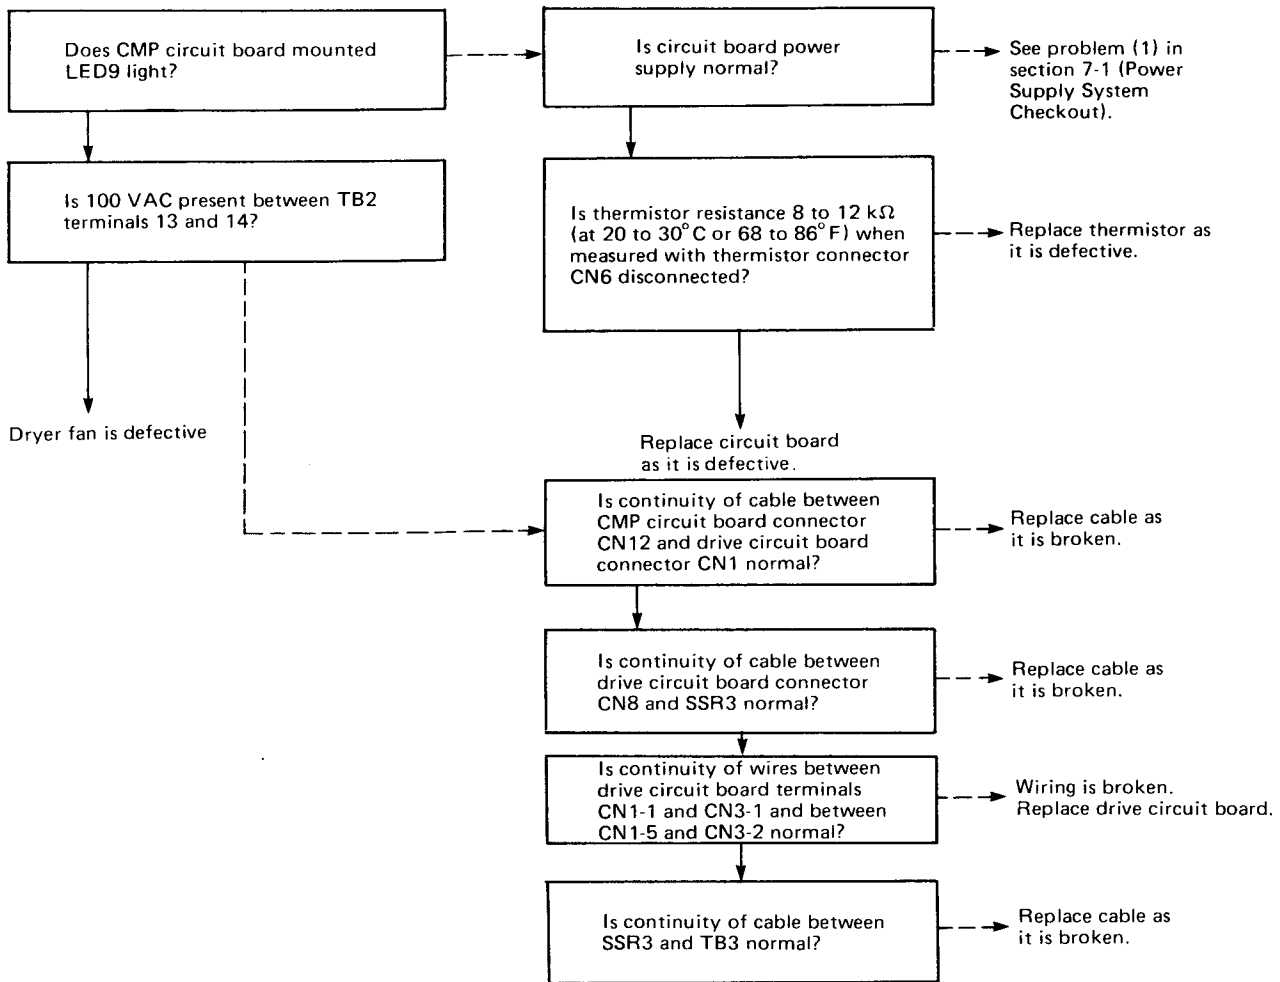 Does CMP circuit board mounted
LED9 light?
Is circuit board power
supply normal?
See problem (1) in
section 7-1 (Power
Supply System
Checkout).
Is 100 VAC present between TB2
terminals 13 and 14?
Is thermistor resistance 8 to 12 kΩ
(at 20 to 30°C or 68 to 86°F) when
measured with thermistor connector
CN6 disconnected?
Replace thermistor as
it is defective.
Dryer fan is defective
Replace circuit board
as it is defective.
Is continuity of cable between
CMP circuit board connector
CN12 and drive circuit board
connector CN1 normal?
Replace cable as
it is broken.
Is continuity of cable between
drive circuit board connector
CN8 and SSR3 normal?
Replace cable as
it is broken.
Is continuity of wires between
drive circuit board terminals
CN1-1 and CN3-1 and between
CN1-5 and CN3-2 normal?
Wiring is broken.
Replace drive circuit board.
Is continuity of cable between
SSR3 and TB3 normal?
Replace cable as
it is broken.